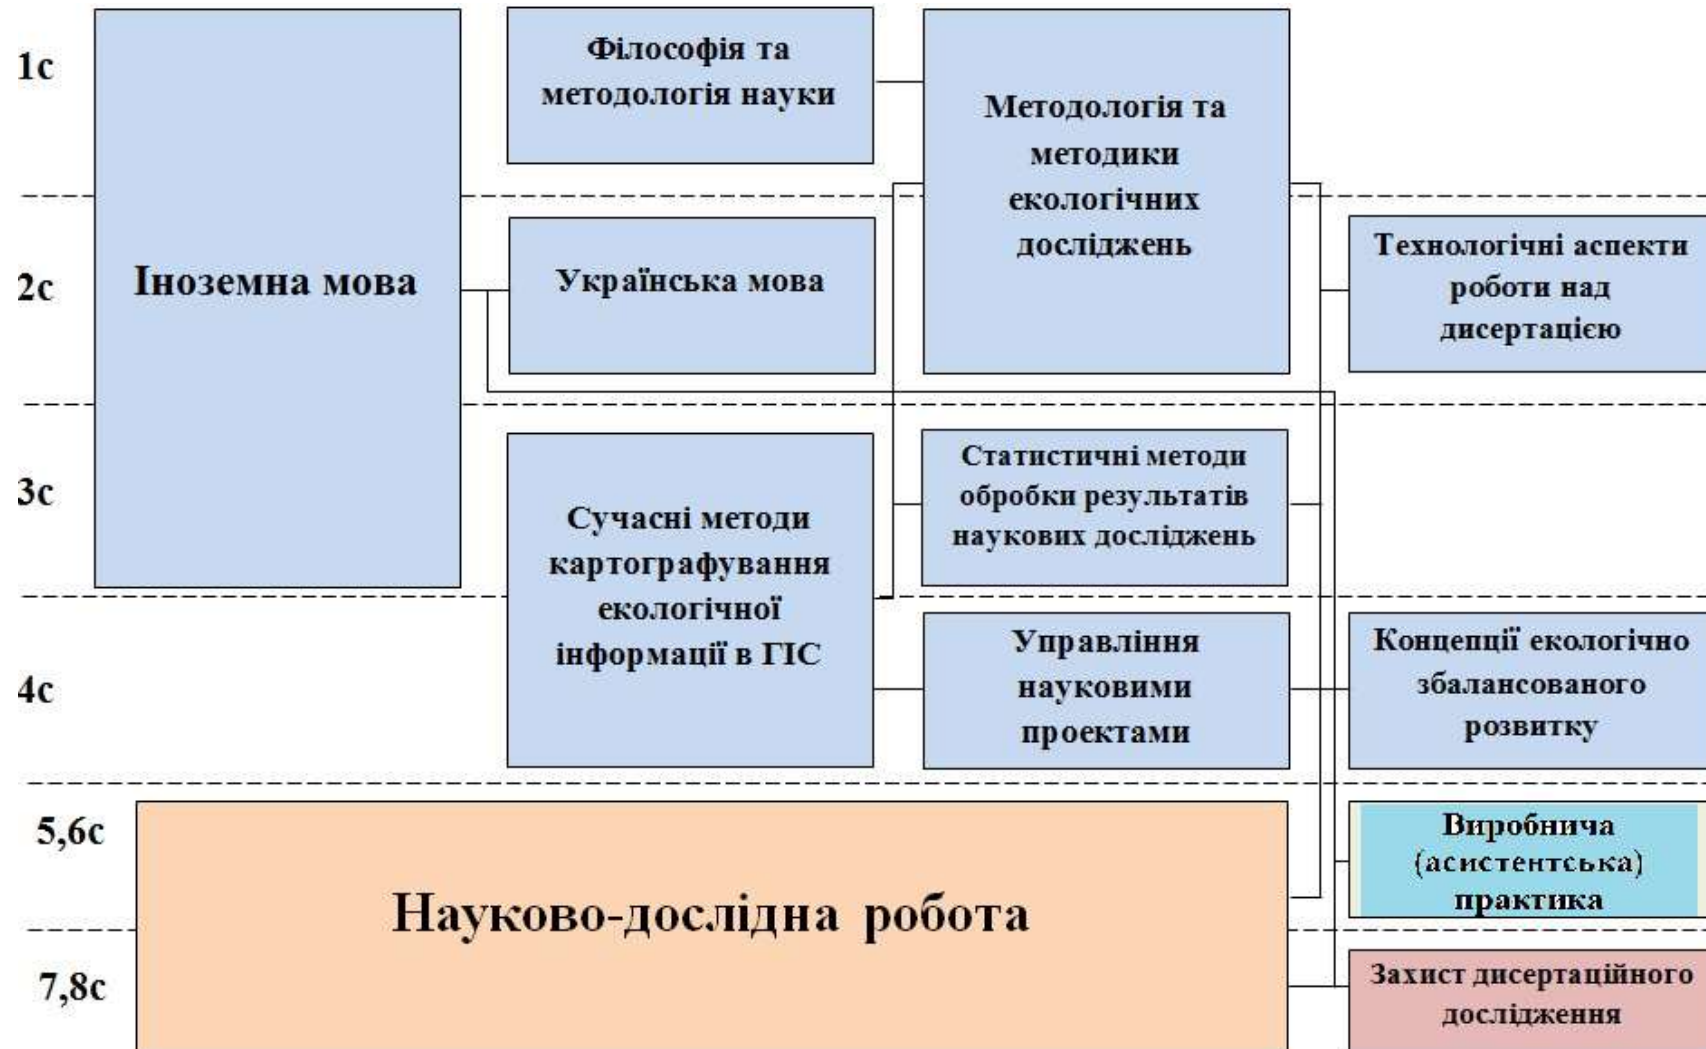 1с
Філософія та
методологія науки
Методологія та
методики
екологічних
досліджень
2с
Іноземна мова
Українська мова
Технологічні аспекти
роботи над
дисертацією
3с
Сучасні методи
картографування
екологічної
інформації в ГІС
Статистичні методи
обробки результатів
наукових досліджень
4с
Управління
науковими
проектами
Концепції екологічно
збалансованого
розвитку
5,6с
Науково-дослідна робота
Виробнича
(асистентська)
практика
7,8с
Захист дисертаційного
дослідження